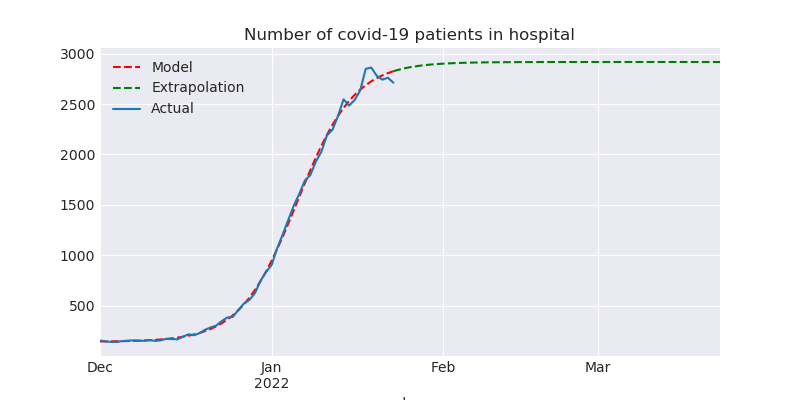 Number of covid-19 patients in hospital
3000
2500
2000
1500
1000
500
Model
Extrapolation
Actual
Dec
Jan
2022
Feb
Mar